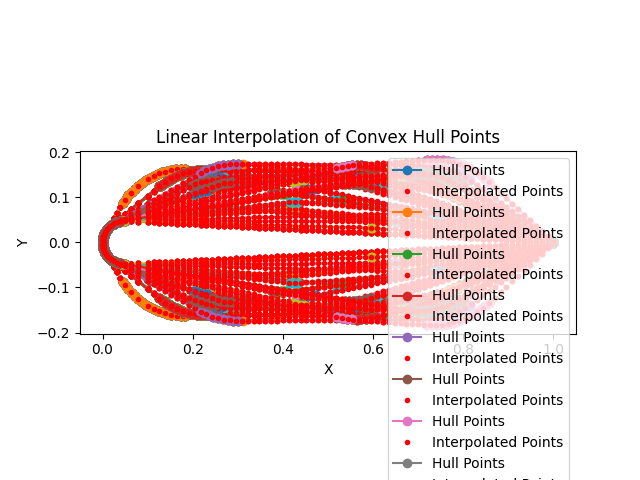 Linear Interpolation of Convex Hull Points
0.2
0.1
0.0
−0.1
−0.2
Y
0.0
0.2
0.4
0.6
0.8
1.0
X
Hull Points
Interpolated Points
Hull Points
Interpolated Points
Hull Points
Interpolated Points
Hull Points
Interpolated Points
Hull Points
Interpolated Points
Hull Points
Interpolated Points
Hull Points
Interpolated Points
Hull Points